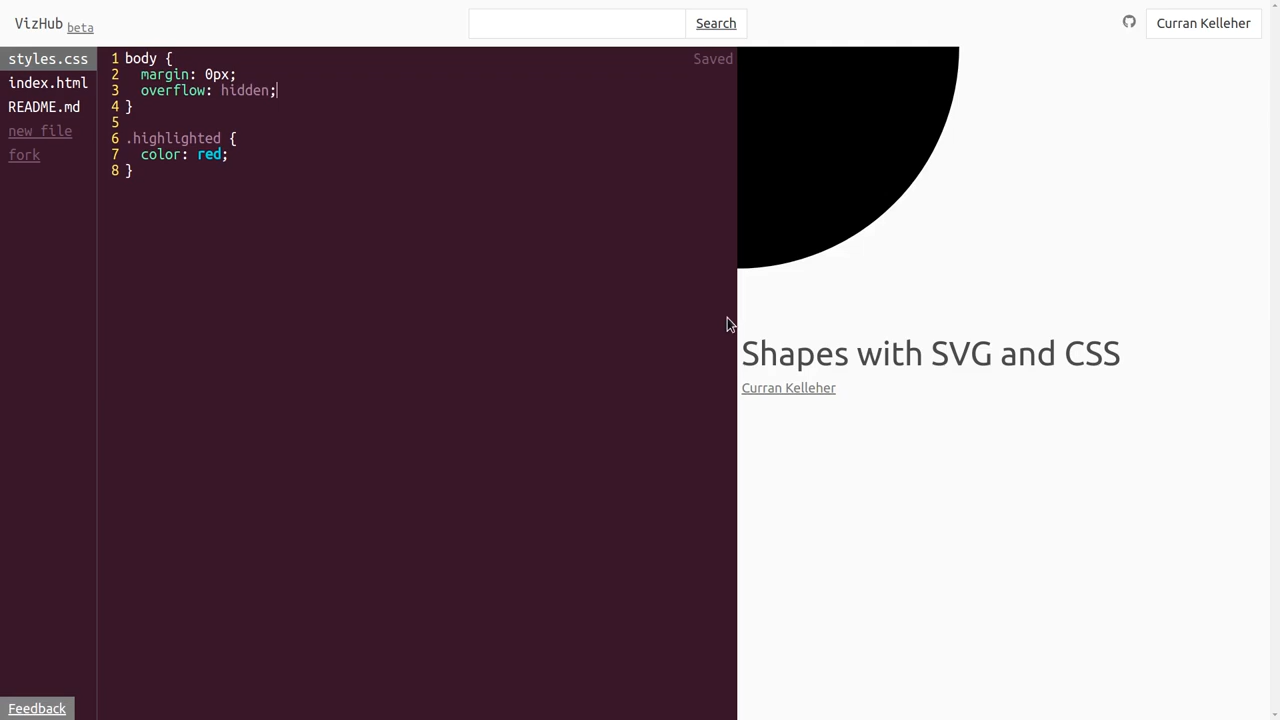 VizHub beta
Search
Curran Kelleher
styles.css
index.html
README.md
new file
fork
1 body {
2   margin: 0px;
3   overflow: hidden;
4 }
5
6 .highlighted {
7   color: red;
8 }
Saved
Shapes with SVG and CSS
Curran Kelleher
Feedback